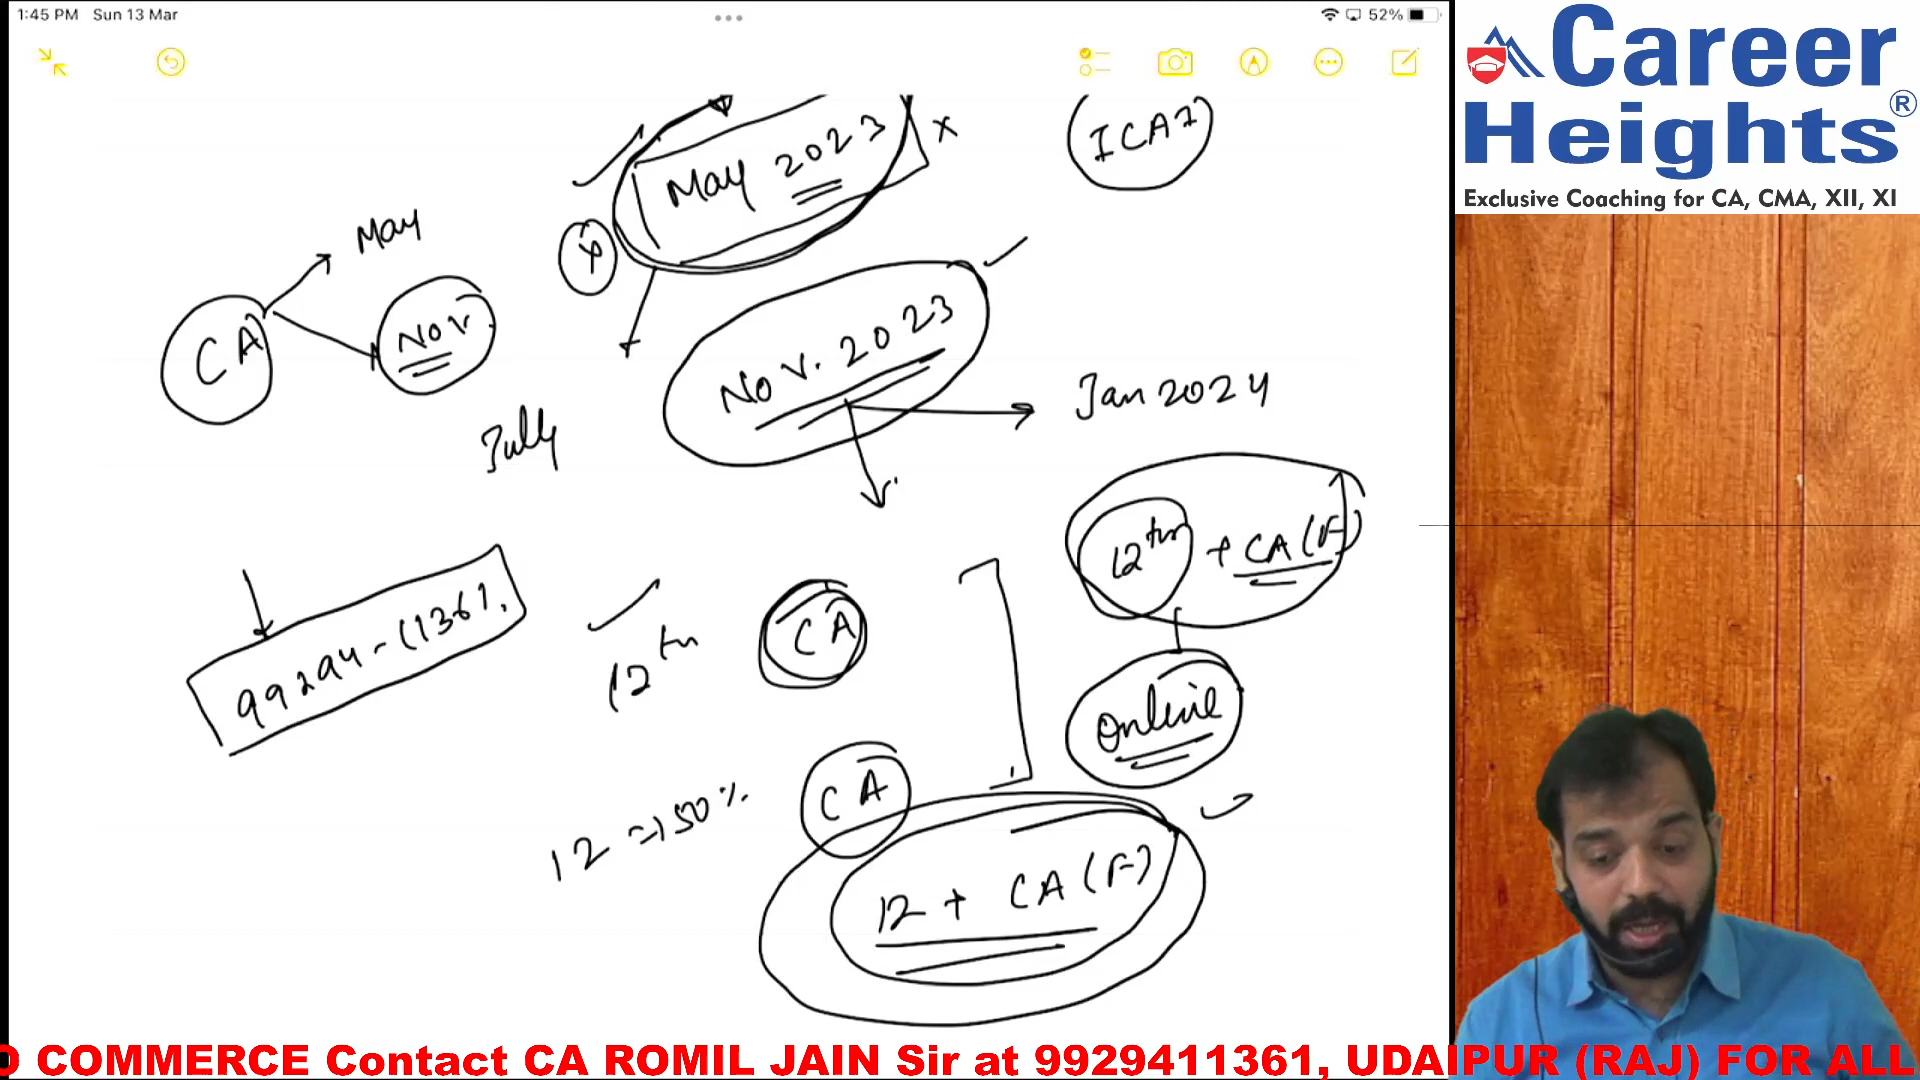 1:45 PM Sun 13 Mar
52%
Career
Heights®
Exclusive Coaching for CA, CMA, XII, XI
May 2023
x
ICAI
May
CA
Nov
Nov. 2023
Jan 2024
July
12th + CA (F)
99294-11361.
12th
CA
Online
CA
12 => 50%
12 + CA (F)
O COMMERCE Contact CA ROMIL JAIN Sir at 9929411361, UDAIPUR (RAJ) FOR ALL